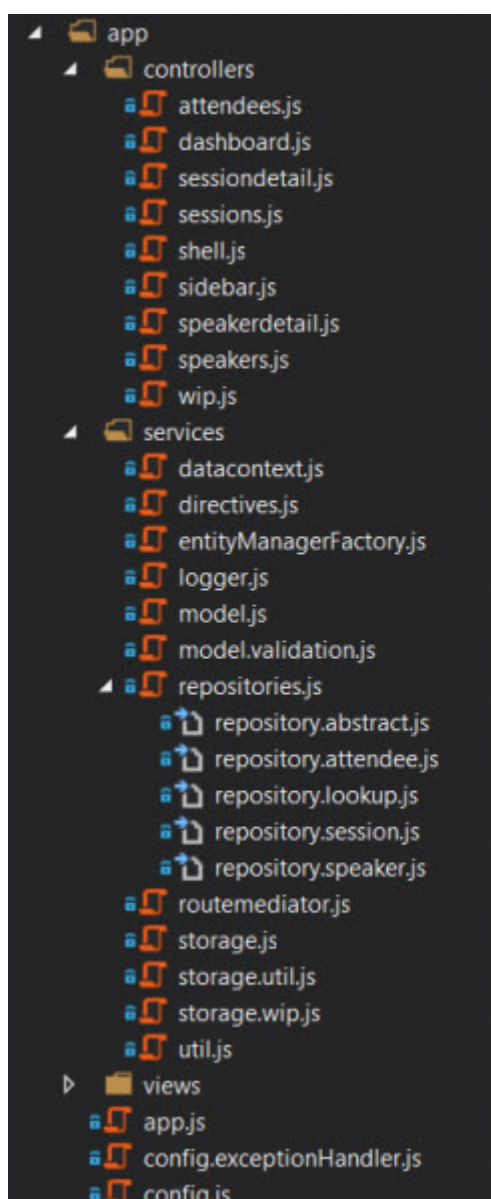 app
controllers
attendees.js
dashboard.js
sessiondetail.js
sessions.js
shell.js
sidebar.js
speakerdetail.js
speakers.js
wip.js
services
datacontext.js
directives.js
entityManagerFactory.js
logger.js
model.js
model.validation.js
repositories.js
repository.abstract.js
repository.attendee.js
repository.lookup.js
repository.session.js
repository.speaker.js
routemediator.js
storage.js
storage.util.js
storage.wip.js
util.js
views
app.js
config.exceptionHandler.js
config.js